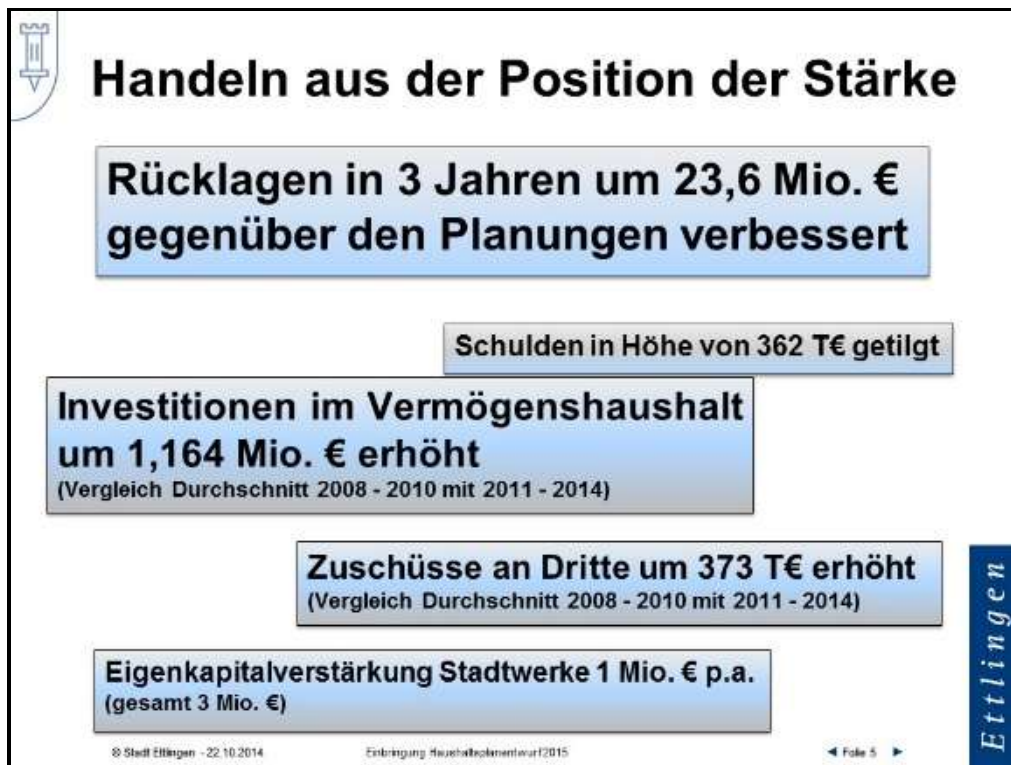 Handeln aus der Position der Stärke
Rücklagen in 3 Jahren um 23,6 Mio. €
gegenüber den Planungen verbessert
Schulden in Höhe von 362 T€ getilgt
Investitionen im Vermögenshaushalt
um 1,164 Mio. € erhöht
(Vergleich Durchschnitt 2008 - 2010 mit 2011 - 2014)
Zuschüsse an Dritte um 373 T€ erhöht
(Vergleich Durchschnitt 2008 - 2010 mit 2011 - 2014)
Eigenkapitalverstärkung Stadtwerke 1 Mio. € p.a.
(gesamt 3 Mio. €)
Ettlingen
© Stadt Ettlingen - 22.10.2014
Einbringung Haushaltsplanentwurf 2015
Folie 5